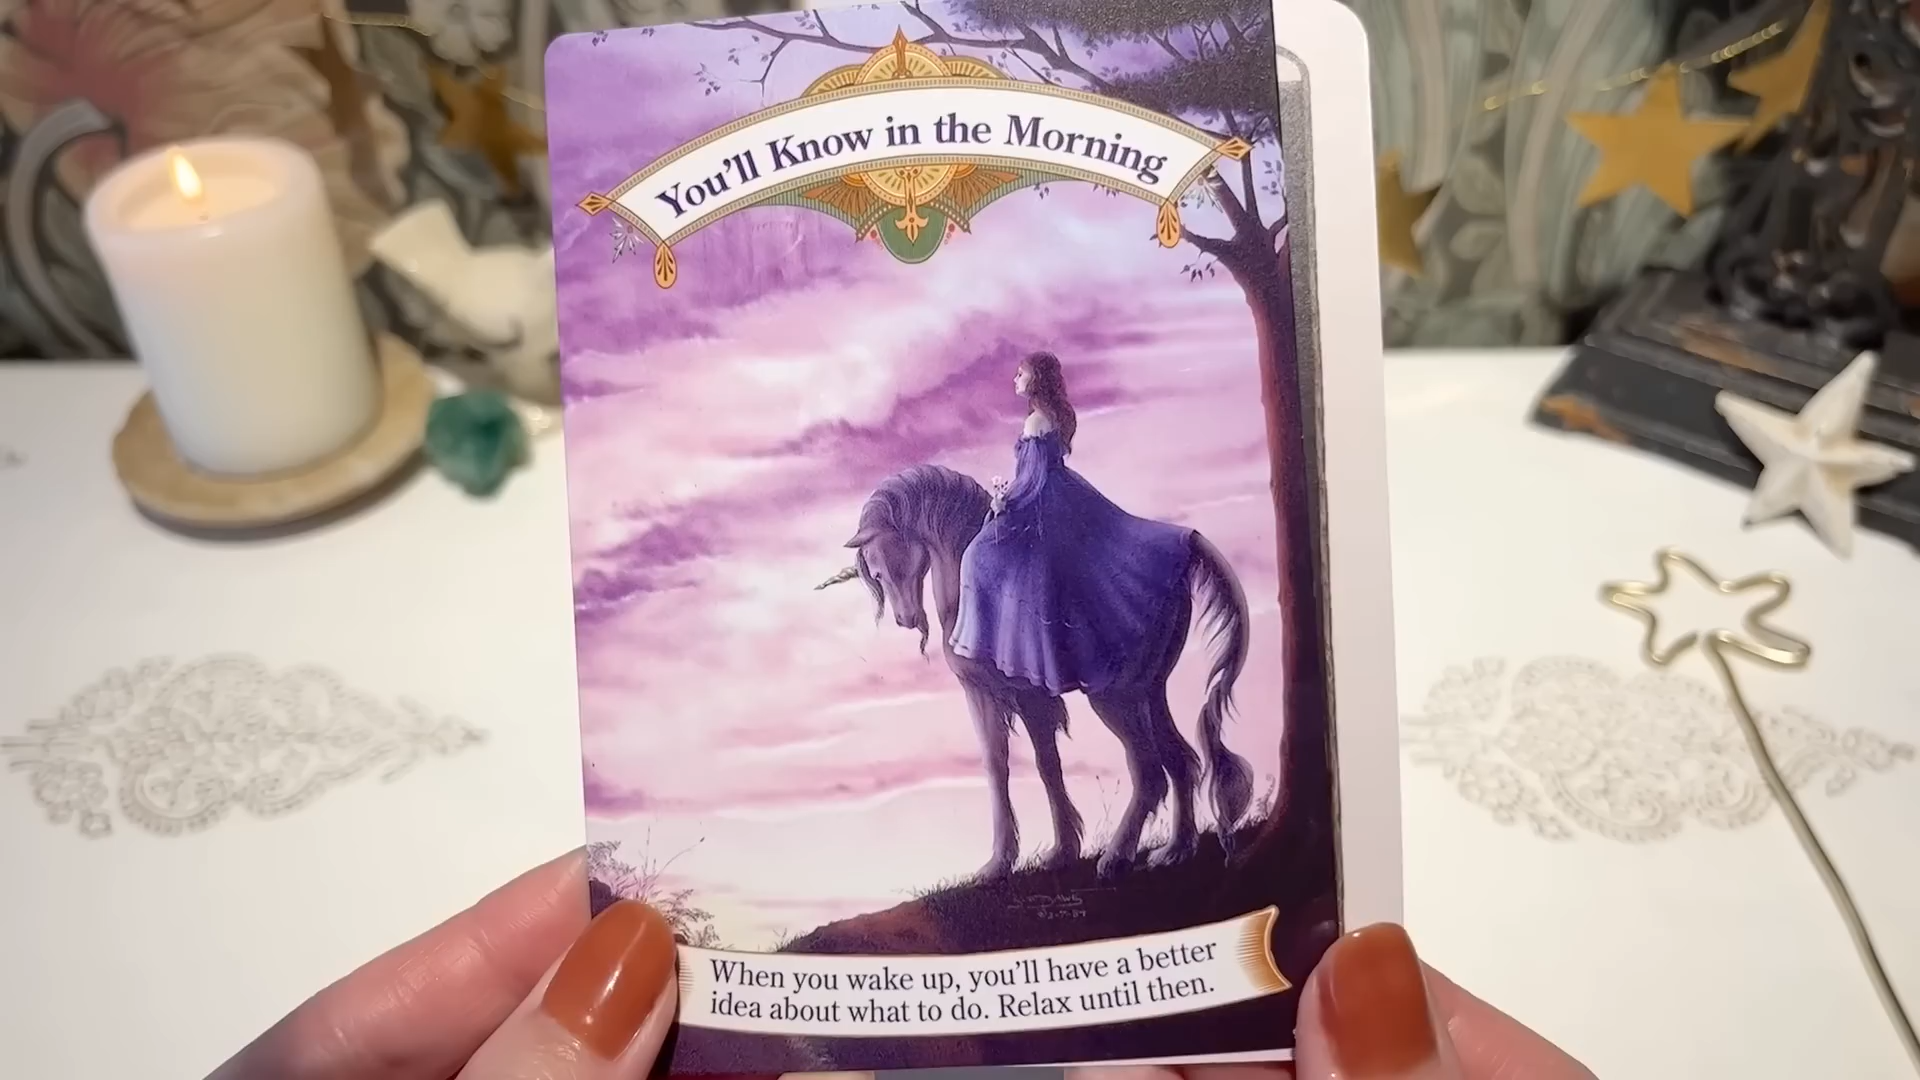 You'll Know in the Morning
When you wake up, you'll have a better
idea about what to do. Relax until then.